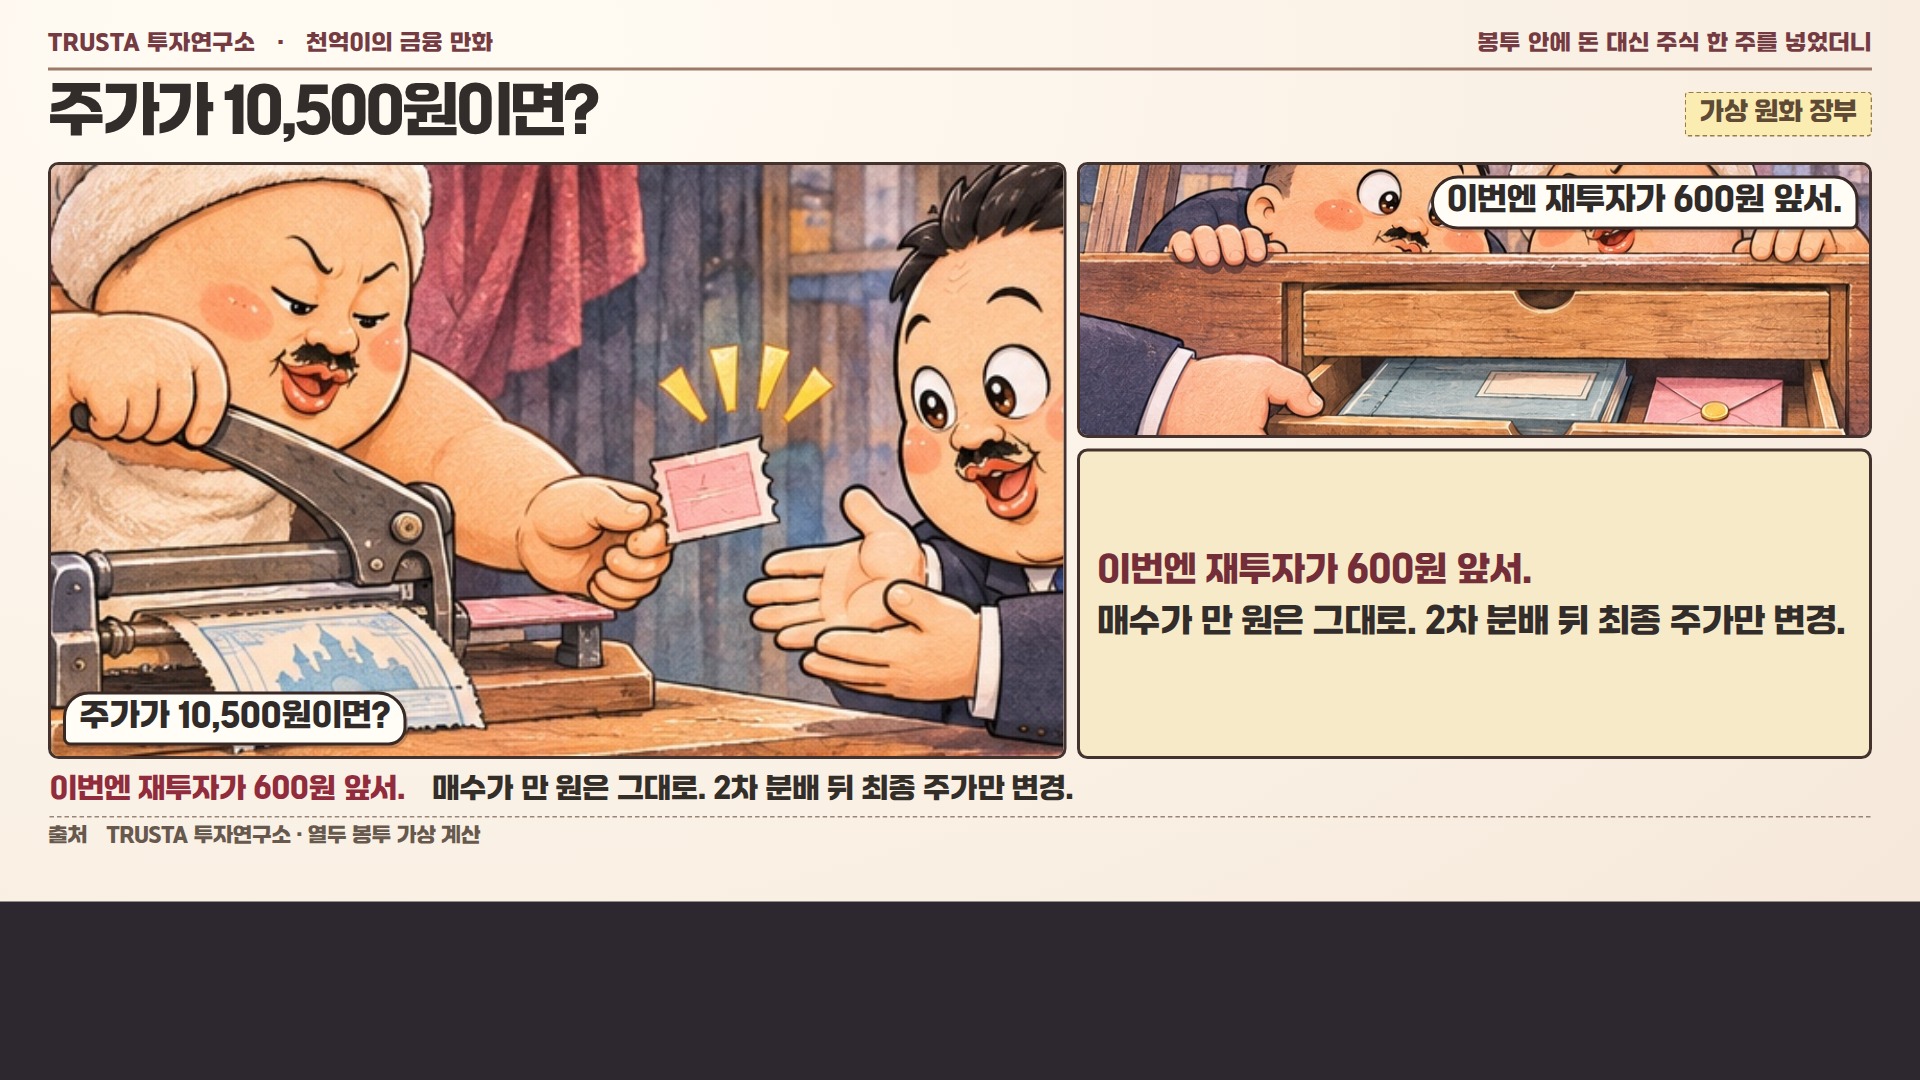 TRUSTA 투자연구소 · 천억이의 금융 만화
봉투 안에 돈 대신 주식 한 주를 넣었더니
주가가 10,500원이면?
가상 원화 장부
이번엔 재투자가 600원 앞서.
주가가 10,500원이면?
이번엔 재투자가 600원 앞서.
매수가 만 원은 그대로. 2차 분배 뒤 최종 주가만 변경.
이번엔 재투자가 600원 앞서. 매수가 만 원은 그대로. 2차 분배 뒤 최종 주가만 변경.
출처 TRUSTA 투자연구소 · 열두 봉투 가상 계산